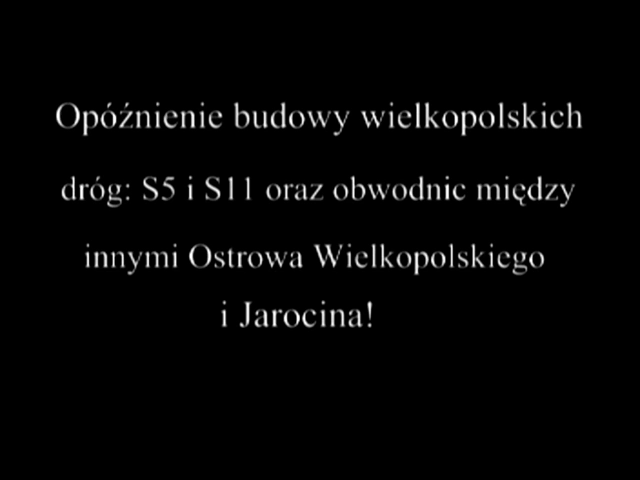 Opóźnienie budowy wielkopolskich
dróg: S5 i S11 oraz obwodnic między
innymi Ostrowa Wielkopolskiego
i Jarocina!